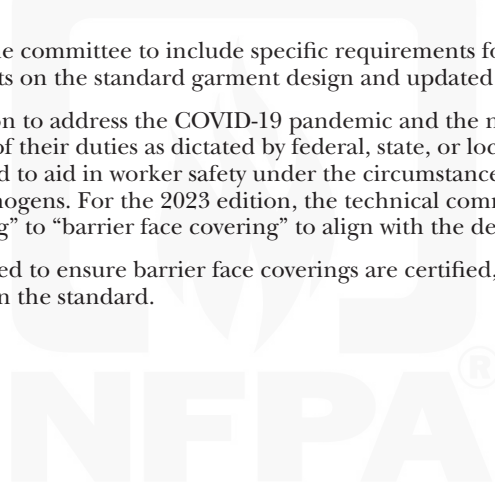 e committee to include specific requirements fo
ts on the standard garment design and updated
on to address the COVID-19 pandemic and the n
of their duties as dictated by federal, state, or loc
d to aid in worker safety under the circumstance
hogens. For the 2023 edition, the technical comm
g” to “barrier face covering” to align with the de
ed to ensure barrier face coverings are certified,
n the standard.
NFPA®